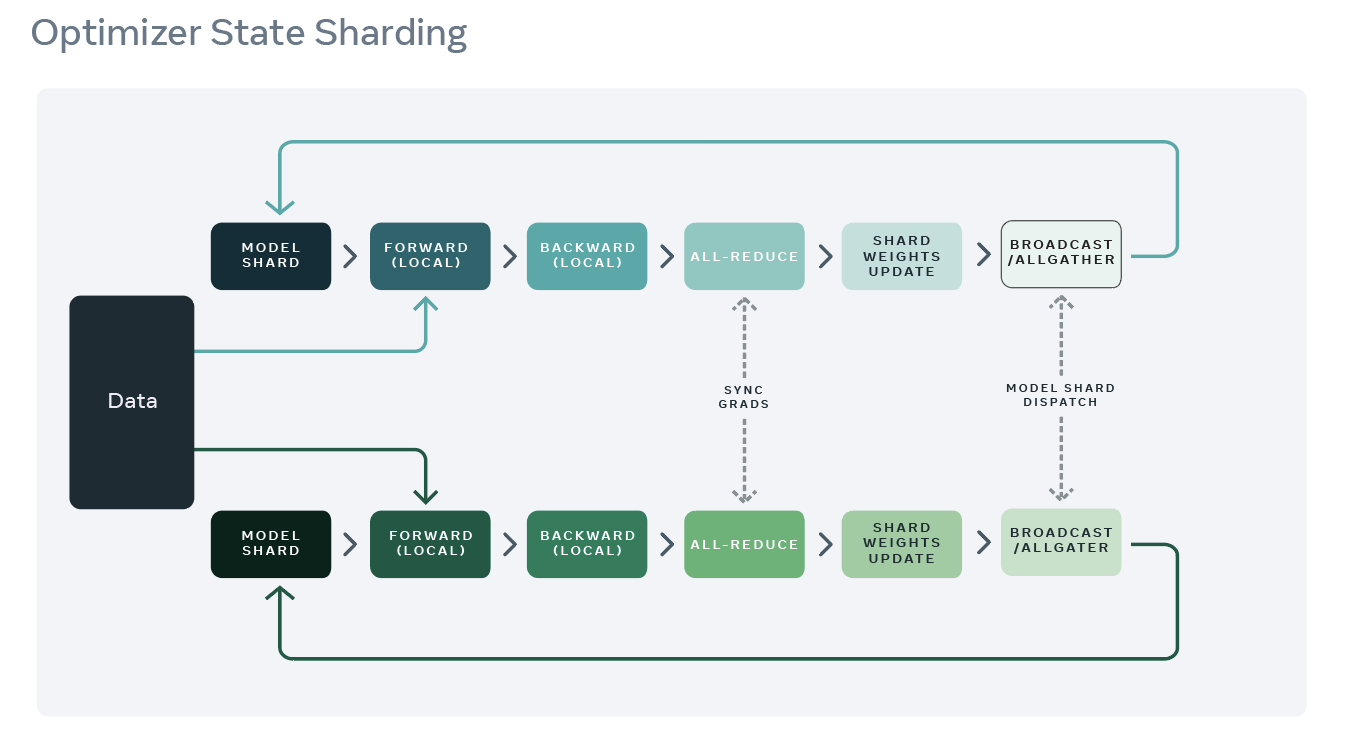 Optimizer State Sharding
MODEL
SHARD
FORWARD
(LOCAL)
BACKWARD
(LOCAL)
ALL-REDUCE
SHARD
WEIGHTS
UPDATE
BROADCAST
/ALLGATHER
Data
SYNC
GRADS
MODEL SHARD
DISPATCH
MODEL
SHARD
FORWARD
(LOCAL)
BACKWARD
(LOCAL)
ALL-REDUCE
SHARD
WEIGHTS
UPDATE
BROADCAST
/ALLGATER